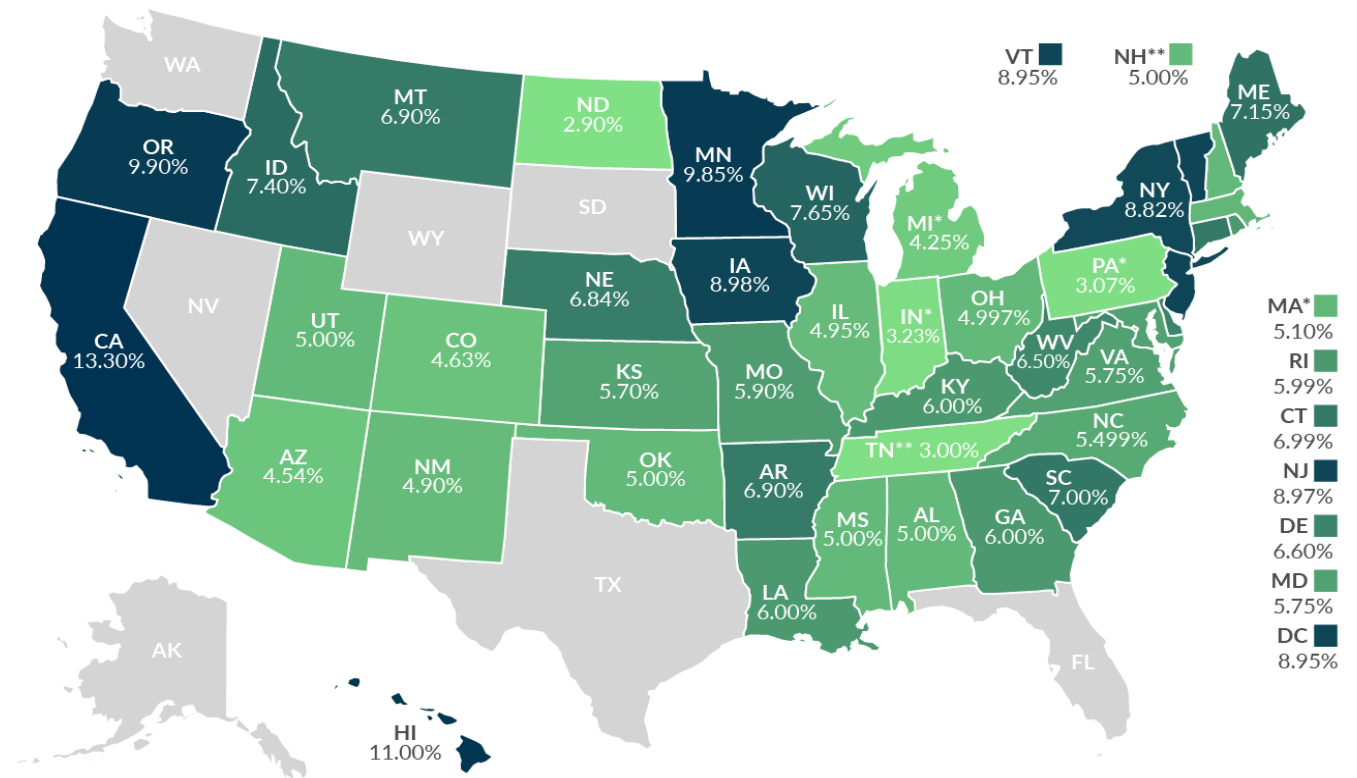 WA
OR
9.90%
CA
13.30%
NV
ID
7.40%
MT
6.90%
WY
UT
5.00%
CO
4.63%
AZ
4.54%
NM
4.90%
ND
2.90%
SD
NE
6.84%
KS
5.70%
OK
5.00%
TX
MN
9.85%
IA
8.98%
MO
5.90%
AR
6.90%
LA
6.00%
WI
7.65%
IL
4.95%
MI*
4.25%
IN*
3.23%
OH
4.997%
KY
6.00%
TN** 3.00%
MS
5.00%
AL
5.00%
GA
6.00%
FL
SC
7.00%
NC
5.499%
VA
5.75%
WV
6.50%
PA*
3.07%
NY
8.82%
ME
7.15%
VT
8.95%
NH**
5.00%
MA*
5.10%
RI
5.99%
CT
6.99%
NJ
8.97%
DE
6.60%
MD
5.75%
DC
8.95%
AK
HI
11.00%